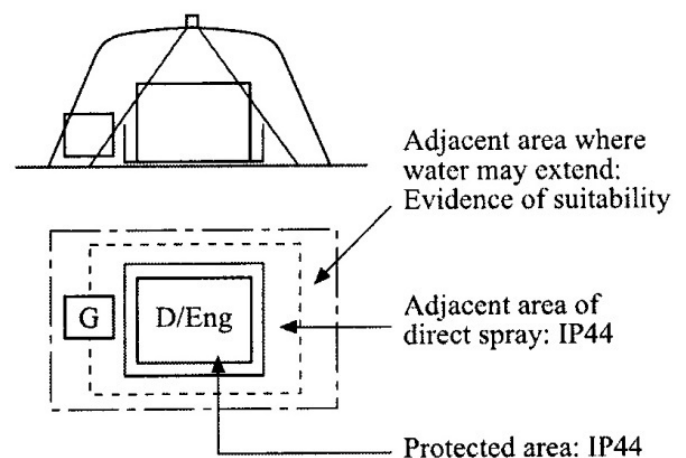 Adjacent area where
water may extend:
Evidence of suitability
G
D/Eng
Adjacent area of
direct spray: IP44
Protected area: IP44